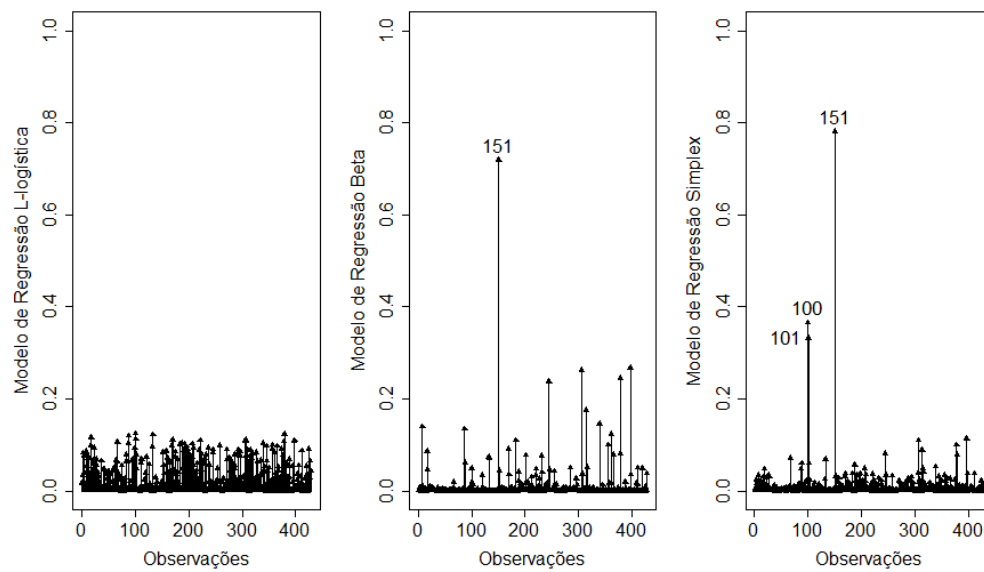 Modelo de Regressão L-logística
0.0 0.2 0.4 0.6 0.8 1.0
0 100 200 300 400
Observações
Modelo de Regressão Beta
0.0 0.2 0.4 0.6 0.8 1.0
151
0 100 200 300 400
Observações
Modelo de Regressão Simplex
0.0 0.2 0.4 0.6 0.8 1.0
151
100
101
0 100 200 300 400
Observações